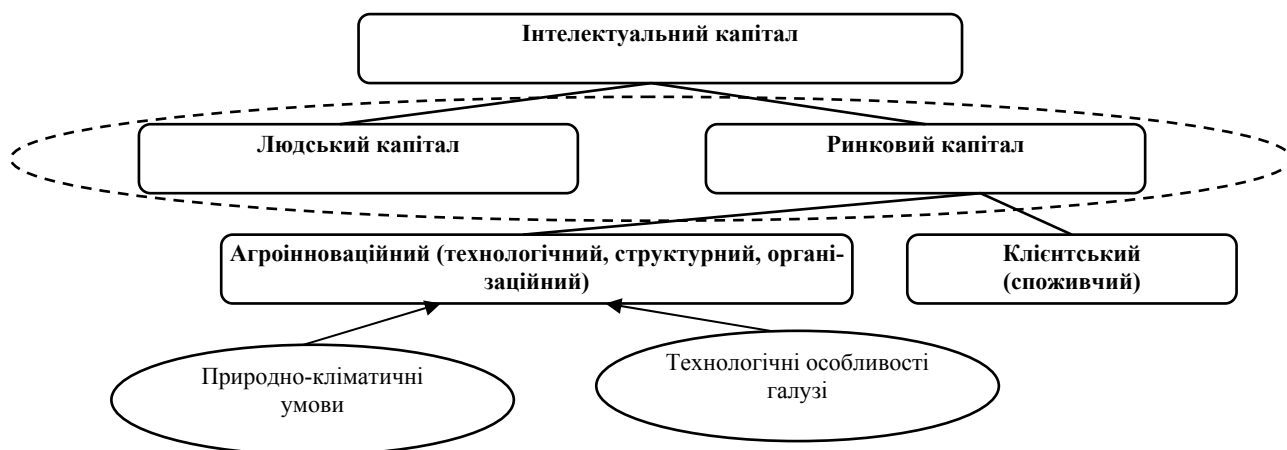 Інтелектуальний капітал
Людський капітал
Ринковий капітал
Агроінноваційний (технологічний, структурний, органі-
заційний)
Клієнтський
(споживчий)
Природно-кліматичні
умови
Технологічні особливості
галузі